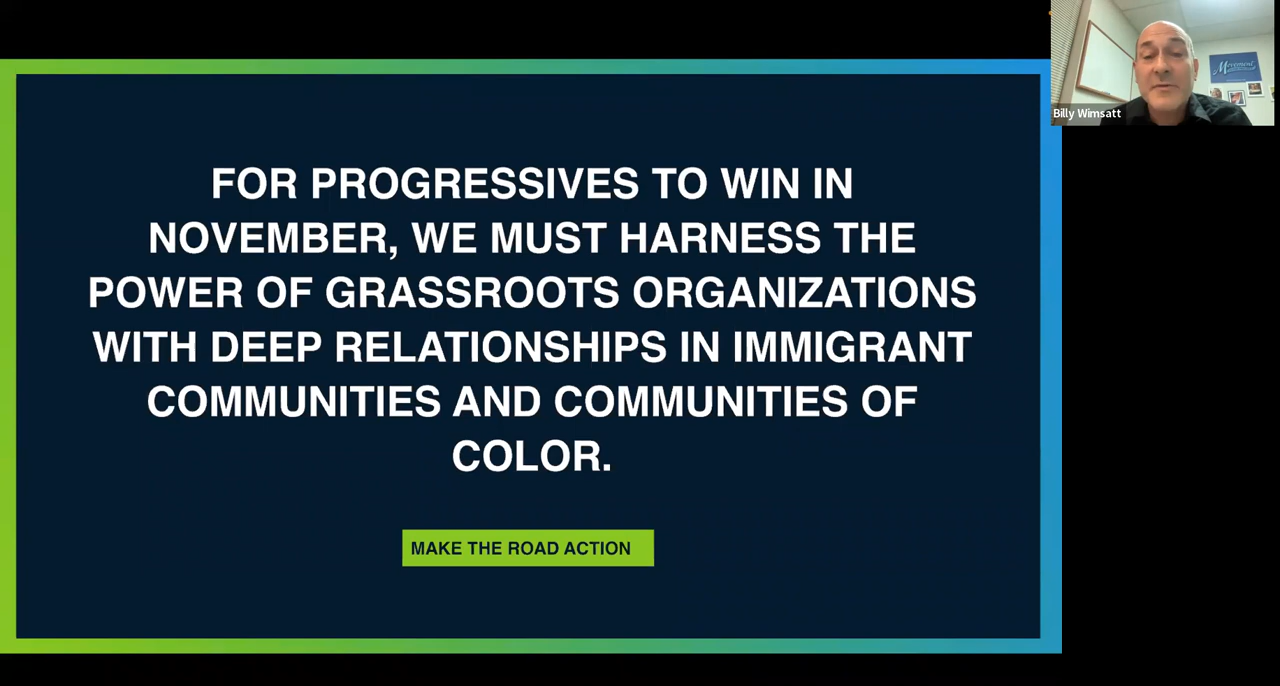 FOR PROGRESSIVES TO WIN IN
NOVEMBER, WE MUST HARNESS THE
POWER OF GRASSROOTS ORGANIZATIONS
WITH DEEP RELATIONSHIPS IN IMMIGRANT
COMMUNITIES AND COMMUNITIES OF
COLOR.
MAKE THE ROAD ACTION
Movement
Billy Wimsatt